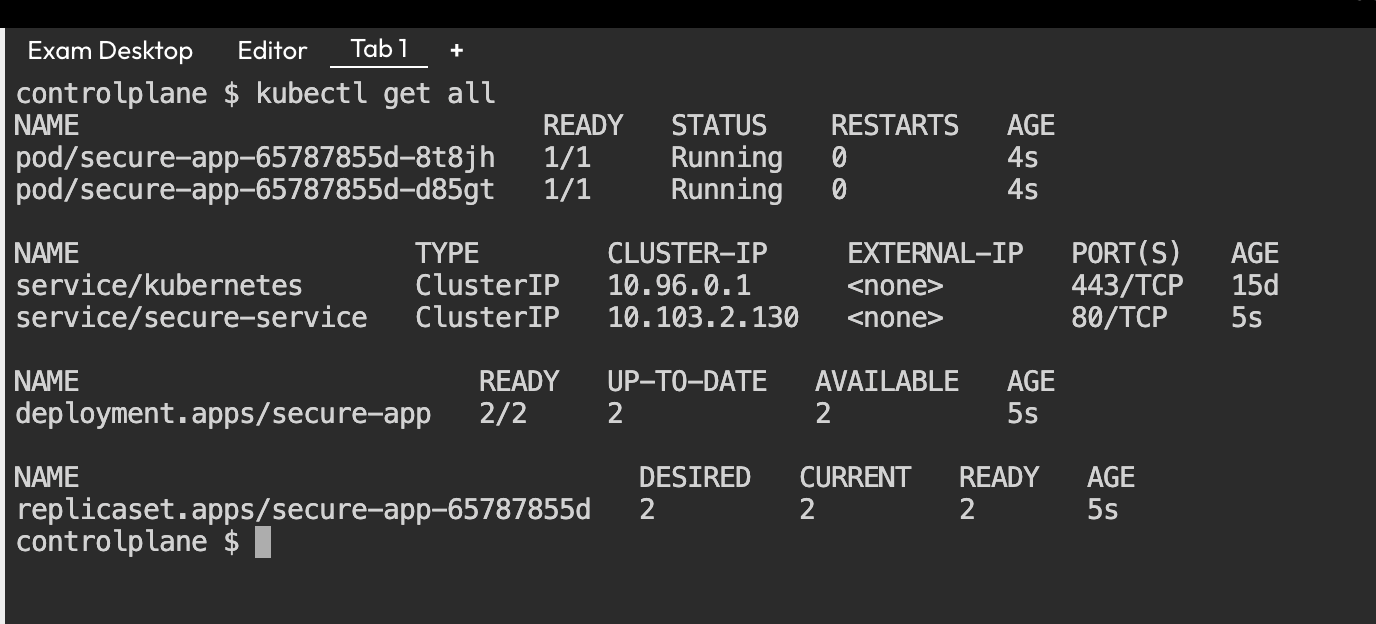 Exam Desktop Editor Tab 1 +
controlplane $ kubectl get all
NAME READY STATUS RESTARTS AGE
pod/secure-app-65787855d-8t8jh 1/1 Running 0 4s
pod/secure-app-65787855d-d85gt 1/1 Running 0 4s
NAME TYPE CLUSTER-IP EXTERNAL-IP PORT(S) AGE
service/kubernetes ClusterIP 10.96.0.1 <none> 443/TCP 15d
service/secure-service ClusterIP 10.103.2.130 <none> 80/TCP 5s
NAME READY UP-TO-DATE AVAILABLE AGE
deployment.apps/secure-app 2/2 2 2 5s
NAME DESIRED CURRENT READY AGE
replicaset.apps/secure-app-65787855d 2 2 2 5s
controlplane $